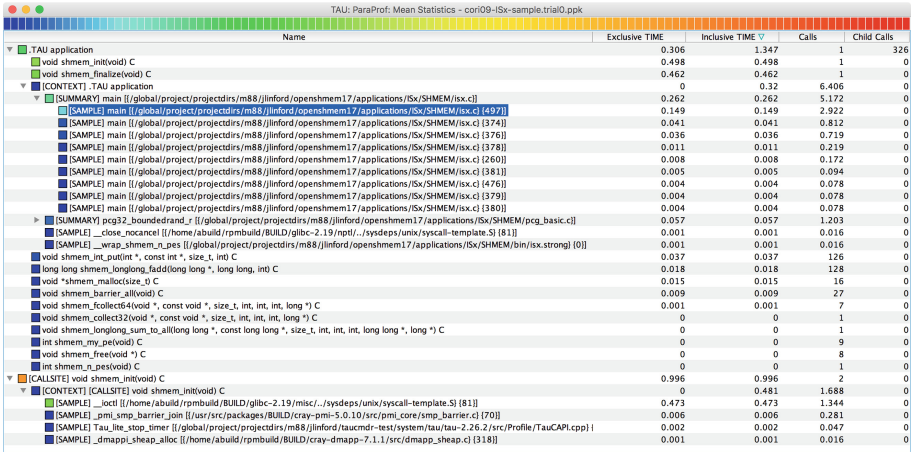 TAU: ParaProf: Mean Statistics - cori09-ISx-sample.trial0.ppk
Name Exclusive TIME Inclusive TIME ▽ Calls Child Calls
.TAU application 0.306 1.347 1 326
void shmem_init(void) C 0.498 0.498 1 0
void shmem_finalize(void) C 0.462 0.462 1 0
[CONTEXT] .TAU application 0 0.32 6.406 0
[SUMMARY] main [{/global/project/projectdirs/m88/jlinford/openshmem17/applications/ISx/SHMEM/isx.c}] 0.262 0.262 5.172 0
[SAMPLE] main [{/global/project/projectdirs/m88/jlinford/openshmem17/applications/ISx/SHMEM/isx.c} {497}] 0.149 0.149 2.922 0
[SAMPLE] main [{/global/project/projectdirs/m88/jlinford/openshmem17/applications/ISx/SHMEM/isx.c} {374}] 0.041 0.041 0.812 0
[SAMPLE] main [{/global/project/projectdirs/m88/jlinford/openshmem17/applications/ISx/SHMEM/isx.c} {376}] 0.036 0.036 0.719 0
[SAMPLE] main [{/global/project/projectdirs/m88/jlinford/openshmem17/applications/ISx/SHMEM/isx.c} {378}] 0.011 0.011 0.219 0
[SAMPLE] main [{/global/project/projectdirs/m88/jlinford/openshmem17/applications/ISx/SHMEM/isx.c} {260}] 0.008 0.008 0.172 0
[SAMPLE] main [{/global/project/projectdirs/m88/jlinford/openshmem17/applications/ISx/SHMEM/isx.c} {381}] 0.005 0.005 0.094 0
[SAMPLE] main [{/global/project/projectdirs/m88/jlinford/openshmem17/applications/ISx/SHMEM/isx.c} {476}] 0.004 0.004 0.078 0
[SAMPLE] main [{/global/project/projectdirs/m88/jlinford/openshmem17/applications/ISx/SHMEM/isx.c} {379}] 0.004 0.004 0.078 0
[SAMPLE] main [{/global/project/projectdirs/m88/jlinford/openshmem17/applications/ISx/SHMEM/isx.c} {380}] 0.004 0.004 0.078 0
[SUMMARY] pcg32_boundedrand_r [{/global/project/projectdirs/m88/jlinford/openshmem17/applications/ISx/SHMEM/pcg_basic.c}] 0.057 0.057 1.203 0
[SAMPLE] __close_nocancel [{/home/abuild/rpmbuild/BUILD/glibc-2.19/nptl/../sysdeps/unix/syscall-template.S} {81}] 0.001 0.001 0.016 0
[SAMPLE] __wrap_shmem_n_pes [{/global/project/projectdirs/m88/jlinford/openshmem17/applications/ISx/SHMEM/bin/isx.strong} {0}] 0.001 0.001 0.016 0
void shmem_int_put(int *, const int *, size_t, int) C 0.037 0.037 126 0
long long shmem_longlong_fadd(long long *, long long, int) C 0.018 0.018 128 0
void *shmem_malloc(size_t) C 0.015 0.015 16 0
void shmem_barrier_all(void) C 0.009 0.009 27 0
void shmem_fcollect64(void *, const void *, size_t, int, int, int, long *) C 0.001 0.001 7 0
void shmem_collect32(void *, const void *, size_t, int, int, int, long *) C 0 0 1 0
void shmem_longlong_sum_to_all(long long *, const long long *, size_t, int, int, int, long long *, long *) C 0 0 1 0
int shmem_my_pe(void) C 0 0 9 0
void shmem_free(void *) C 0 0 8 0
int shmem_n_pes(void) C 0 0 1 0
[CALLSITE] void shmem_init(void) C 0.996 0.996 2 0
[CONTEXT] [CALLSITE] void shmem_init(void) C 0 0.481 1.688 0
[SAMPLE] __ioctl [{/home/abuild/rpmbuild/BUILD/glibc-2.19/misc/../sysdeps/unix/syscall-template.S} {81}] 0.473 0.473 1.344 0
[SAMPLE] _pmi_smp_barrier_join [{/usr/src/packages/BUILD/cray-pmi-5.0.10/src/pmi_core/smp_barrier.c} {70}] 0.006 0.006 0.281 0
[SAMPLE] Tau_lite_stop_timer [{/global/project/projectdirs/m88/jlinford/taucmdr-test/system/tau/tau-2.26.2/src/Profile/TauCAPI.cpp} { 0.002 0.002 0.047 0
[SAMPLE] _dmappi_sheap_alloc [{/home/abuild/rpmbuild/BUILD/cray-dmapp-7.1.1/src/dmapp_sheap.c} {318}] 0.001 0.001 0.016 0